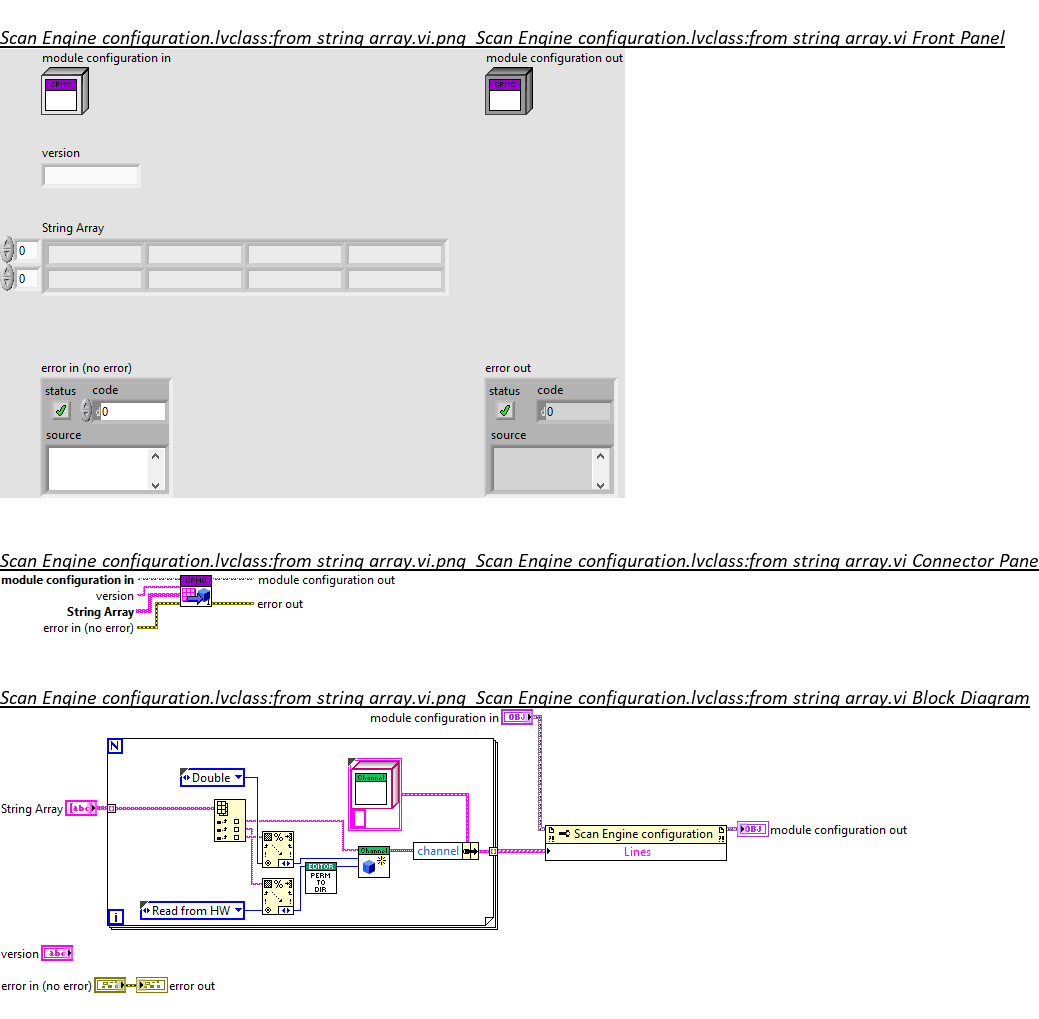 Scan Engine configuration.lvclass:from string array.vi.png  Scan Engine configuration.lvclass:from string array.vi Front Panel
module configuration in
module configuration out
CPMC
CPMC
version
String Array
0
0
error in (no error)
error out
status code
status code
d 0
d 0
source
source
Scan Engine configuration.lvclass:from string array.vi.png  Scan Engine configuration.lvclass:from string array.vi Connector Pane
module configuration in
CPMC
module configuration out
version
error out
String Array
error in (no error)
Scan Engine configuration.lvclass:from string array.vi.png  Scan Engine configuration.lvclass:from string array.vi Block Diagram
module configuration in
OBJ
N
Double
Channel
String Array
[abc]
Scan Engine configuration
OBJ
module configuration out
Channel
channel
Lines
EDITOR
PERM
TO
DIR
Read from HW
i
version
abc
error in (no error)
error out